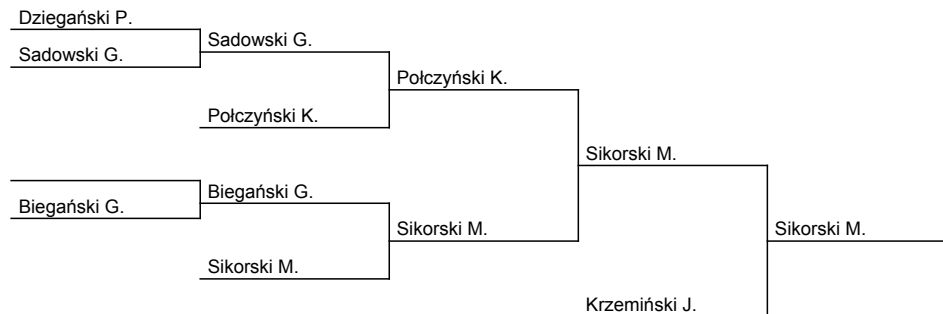 Dziegański P.
Sadowski G.
Sadowski G.
Połczyński K.
Połczyński K.
Sikorski M.
Biegański G.
Biegański G.
Sikorski M.
Sikorski M.
Sikorski M.
Krzemiński J.